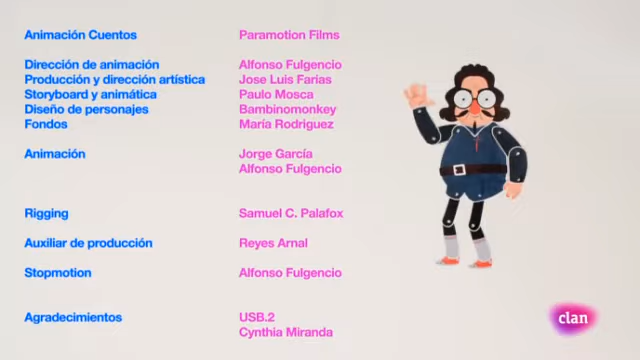 Animación Cuentos Paramotion Films
Dirección de animación Alfonso Fulgencio
Producción y dirección artística Jose Luis Farías
Storyboard y animática Paulo Mosca
Diseño de personajes Bambinomonkey
Fondos María Rodriguez
Animación Jorge García
Alfonso Fulgencio
Rigging Samuel C. Palafox
Auxiliar de producción Reyes Arnal
Stopmotion Alfonso Fulgencio
Agradecimientos USB.2
Cynthia Miranda
clan